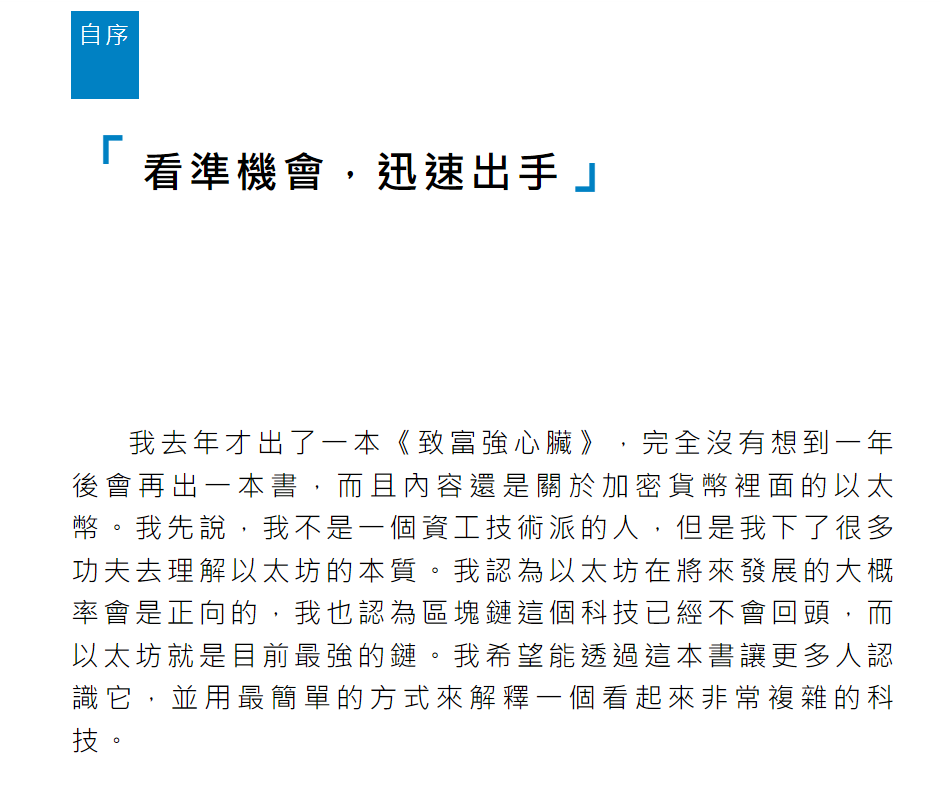 自序
「看準機會，迅速出手」
我去年才出了一本《致富強心臟》，完全沒有想到一年
後會再出一本書，而且內容還是關於加密貨幣裡面的以太
幣。我先說，我不是一個資工技術派的人，但是我下了很多
功夫去理解以太坊的本質。我認為以太坊在將來發展的大概
率會是正向的，我也認為區塊鏈這個科技已經不會回頭，而
以太坊就是目前最強的鏈。我希望能透過這本書讓更多人認
識它，並用最簡單的方式來解釋一個看起來非常複雜的科
技。